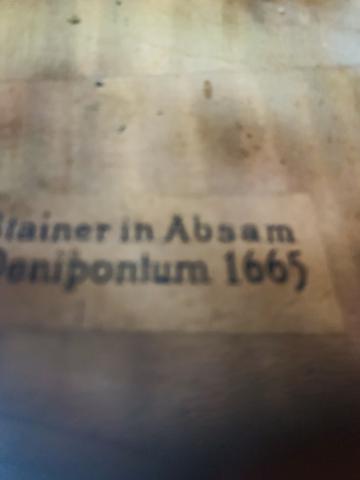 Stainer in Absam
Oenipontum 1665